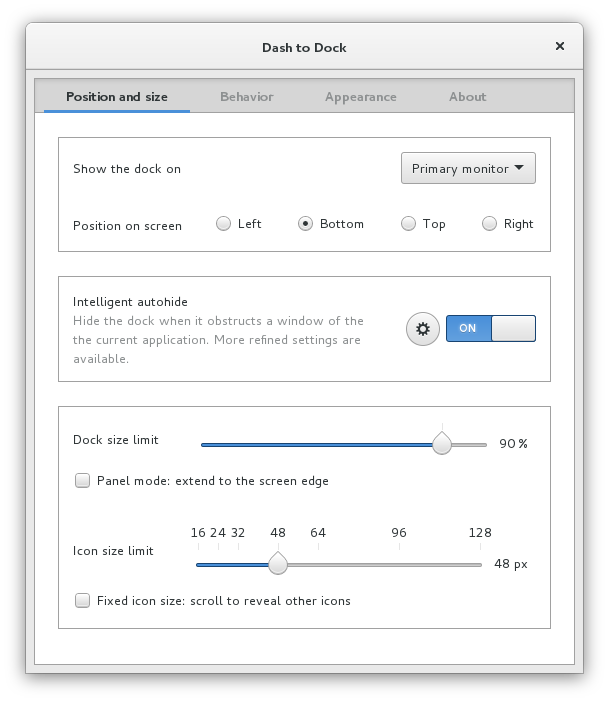 Dash to Dock
Position and size Behavior Appearance About
Show the dock on Primary monitor
Position on screen Left Bottom Top Right
Intelligent autohide
Hide the dock when it obstructs a window of the
the current application. More refined settings are
available.
ON
Dock size limit 90 %
Panel mode: extend to the screen edge
16 24 32 48 64 96 128
Icon size limit 48 px
Fixed icon size: scroll to reveal other icons